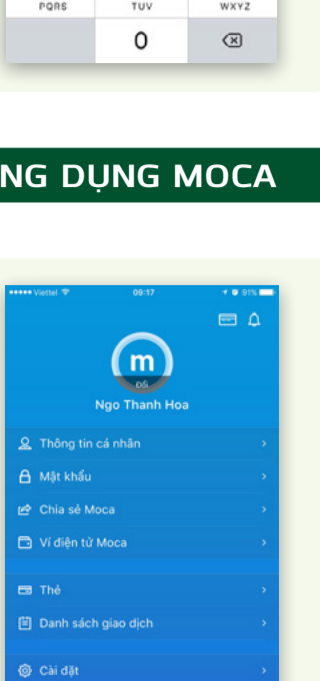 PQRS TUV WXYZ
0
NG DỤNG MOCA
Viettel 09:17 91%
m
ĐỔI
Ngo Thanh Hoa
Thông tin cá nhân
Mật khẩu
Chia sẻ Moca
Ví điện tử Moca
Thẻ
Danh sách giao dịch
Cài đặt